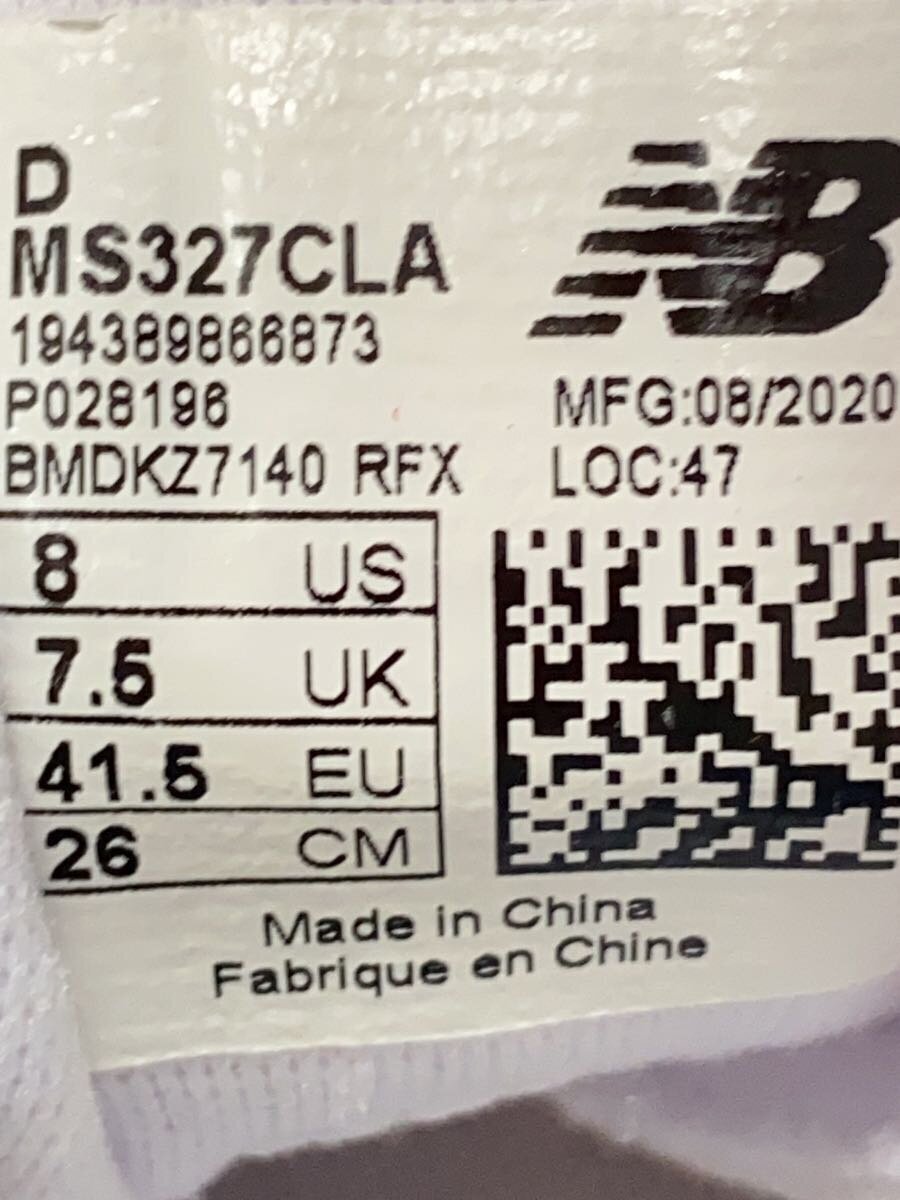 D
NB
MS327CLA
194389866873
P028196
MFG:08/2020
BMDKZ7140 RFX
LOC:47
8 US
7.5 UK
41.5 EU
26 CM
Made in China
Fabrique en Chine